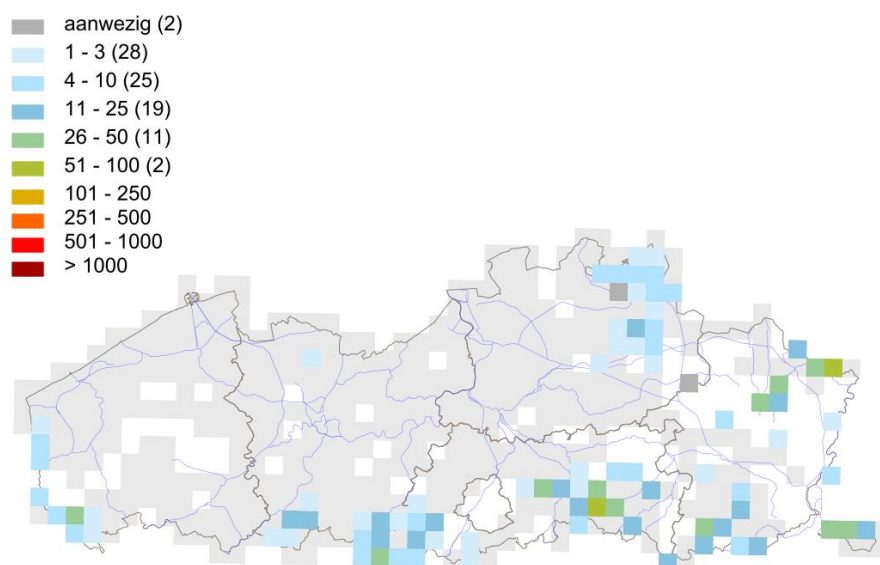 aanwezig (2)
1 - 3 (28)
4 - 10 (25)
11 - 25 (19)
26 - 50 (11)
51 - 100 (2)
101 - 250
251 - 500
501 - 1000
> 1000